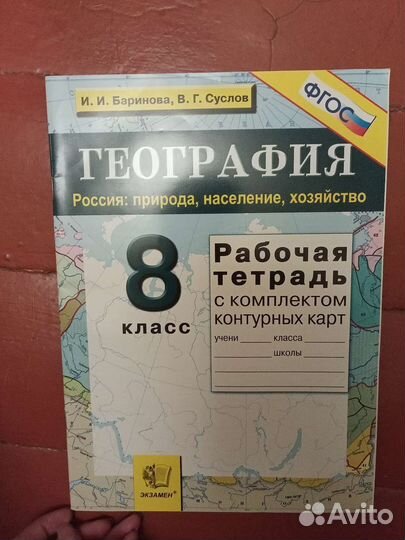 И. И. Баринова, В. Г. Суслов
ФГОС
ГЕОГРАФИЯ
Россия: природа, население, хозяйство
8
класс
Рабочая
тетрадь
с комплектом
контурных карт
учени класса
школы
ЭКЗАМЕН
Avito